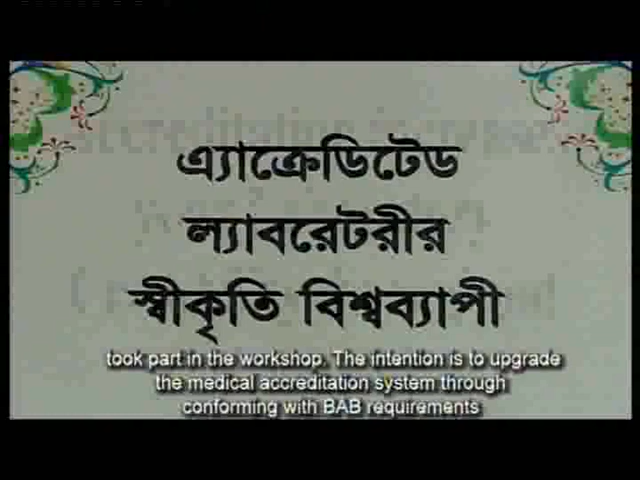 এ্যাক্রেডিটেড
ল্যাবরেটরীর
স্বীকৃতি বিশ্বব্যাপী
took part in the workshop. The intention is to upgrade
the medical accreditation system through
conforming with BAB requirements